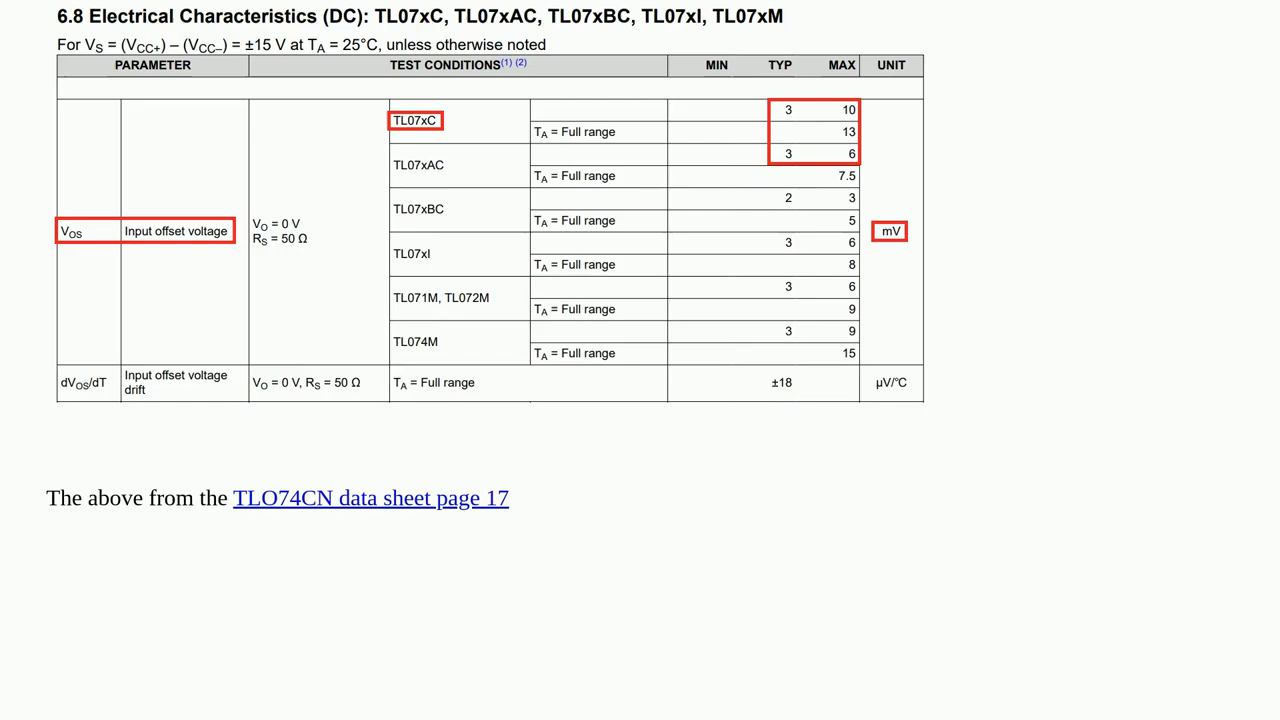 6.8 Electrical Characteristics (DC): TL07xC, TL07xAC, TL07xBC, TL07xI, TL07xM
For VS = (VCC+) – (VCC–) = ±15 V at TA = 25°C, unless otherwise noted
PARAMETER TEST CONDITIONS(1) (2) MIN TYP MAX UNIT
VOS Input offset voltage VO = 0 V RS = 50 Ω mV
TL07xC 3 10
TA = Full range 13
TL07xAC 3 6
TA = Full range 7.5
TL07xBC 2 3
TA = Full range 5
TL07xI 3 6
TA = Full range 8
TL071M, TL072M 3 6
TA = Full range 9
TL074M 3 9
TA = Full range 15
dVOS/dT Input offset voltage drift VO = 0 V, RS = 50 Ω TA = Full range ±18 µV/°C
The above from the TLO74CN data sheet page 17